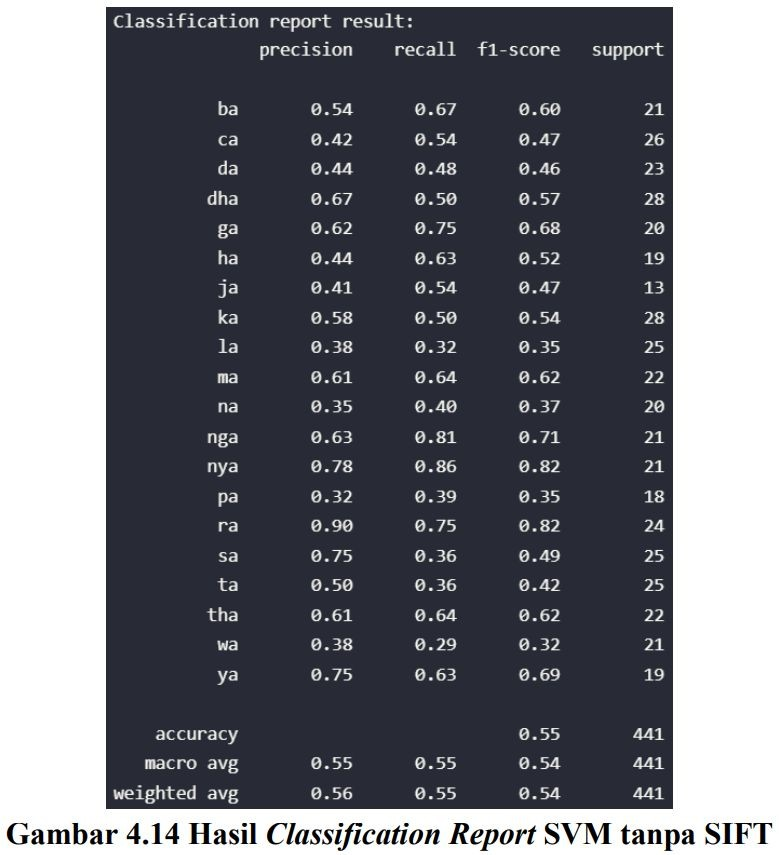 Classification report result:
precision recall f1-score support
ba 0.54 0.67 0.60 21
ca 0.42 0.54 0.47 26
da 0.44 0.48 0.46 23
dha 0.67 0.50 0.57 28
ga 0.62 0.75 0.68 20
ha 0.44 0.63 0.52 19
ja 0.41 0.54 0.47 13
ka 0.58 0.50 0.54 28
la 0.38 0.32 0.35 25
ma 0.61 0.64 0.62 22
na 0.35 0.40 0.37 20
nga 0.63 0.81 0.71 21
nya 0.78 0.86 0.82 21
pa 0.32 0.39 0.35 18
ra 0.90 0.75 0.82 24
sa 0.75 0.36 0.49 25
ta 0.50 0.36 0.42 25
tha 0.61 0.64 0.62 22
wa 0.38 0.29 0.32 21
ya 0.75 0.63 0.69 19
accuracy 0.55 441
macro avg 0.55 0.55 0.54 441
weighted avg 0.56 0.55 0.54 441
Gambar 4.14 Hasil Classification Report SVM tanpa SIFT